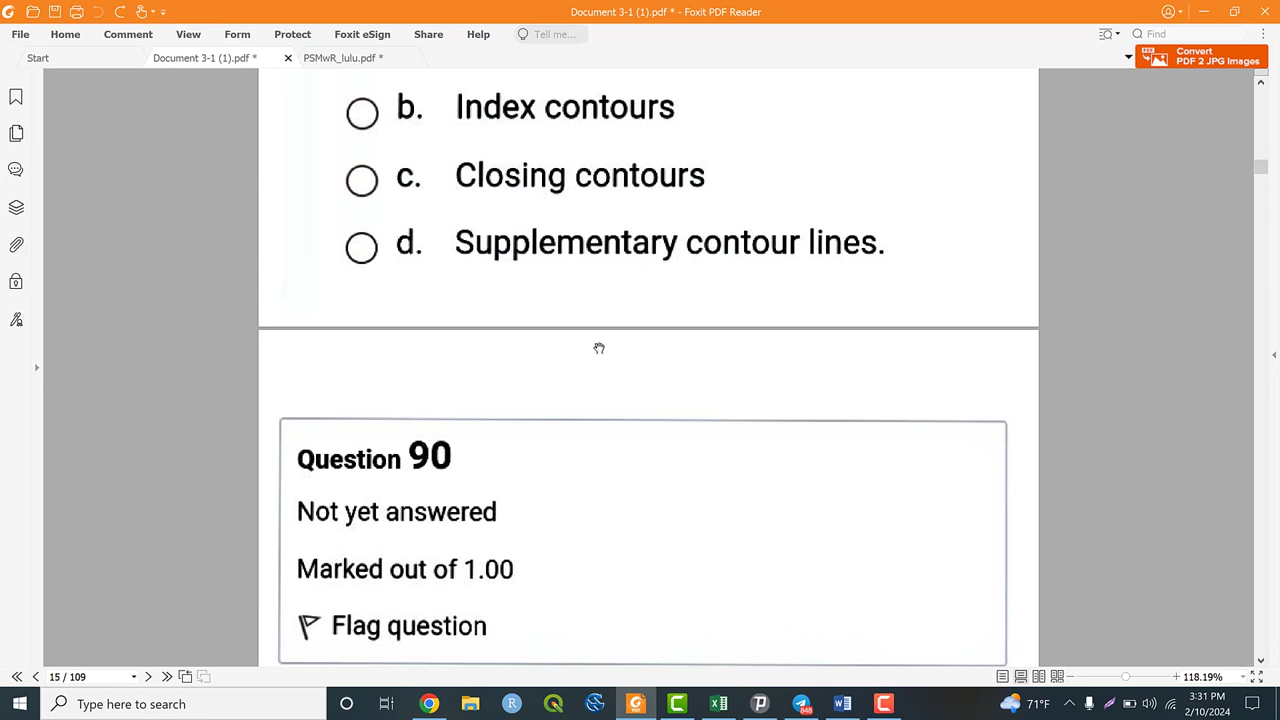 Document 3-1 (1).pdf * - Foxit PDF Reader
File Home Comment View Form Protect Foxit eSign Share Help Tell me... Find
Start Document 3-1 (1).pdf * PSMwR_lulu.pdf * Convert
PDF 2 JPG Images
b. Index contours
c. Closing contours
d. Supplementary contour lines.
Question 90
Not yet answered
Marked out of 1.00
Flag question
15 / 109 118.19%
Type here to search 71°F 3:31 PM
2/10/2024